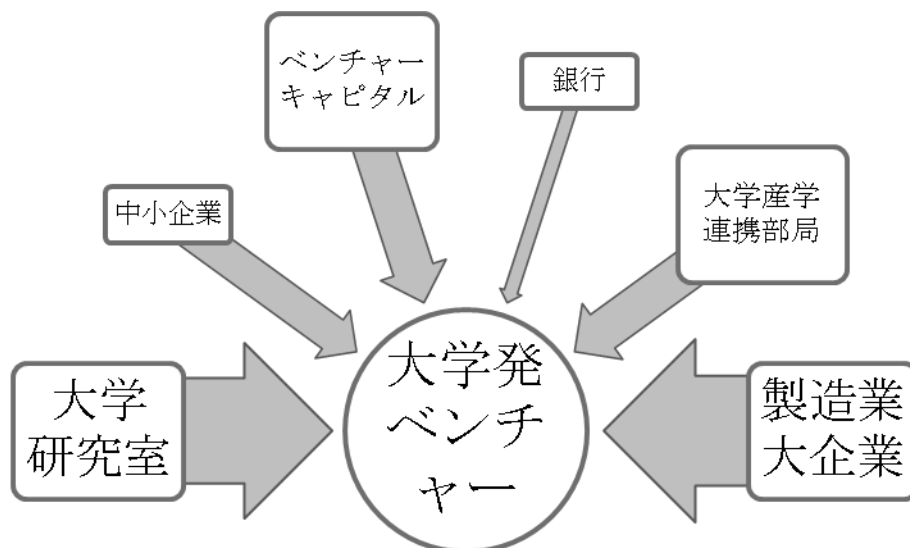 ベンチャー
キャピタル
銀行
中小企業
大学産学
連携部局
大学
研究室
大学発
ベンチ
ャー
製造業
大企業